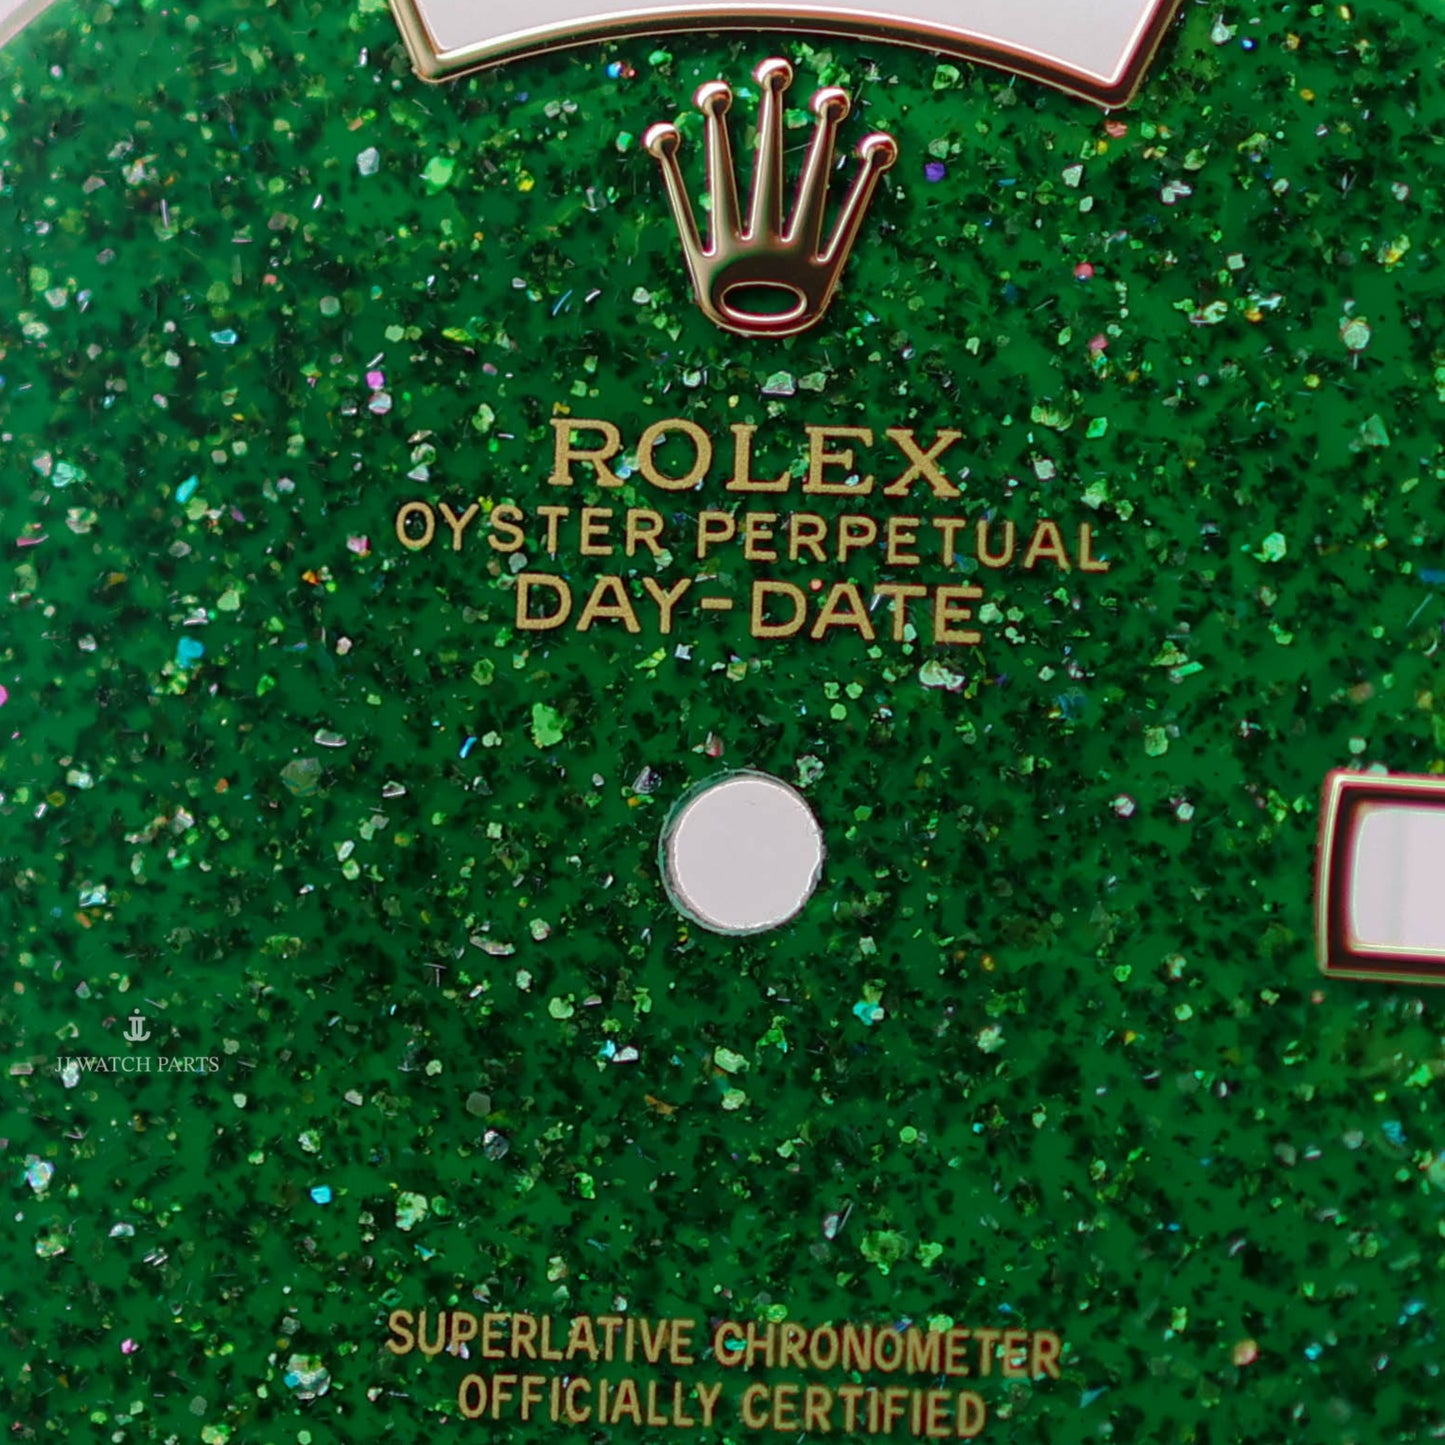 ROLEX
OYSTER PERPETUAL
DAY-DATE
JJ WATCH PARTS
SUPERLATIVE CHRONOMETER
OFFICIALLY CERTIFIED